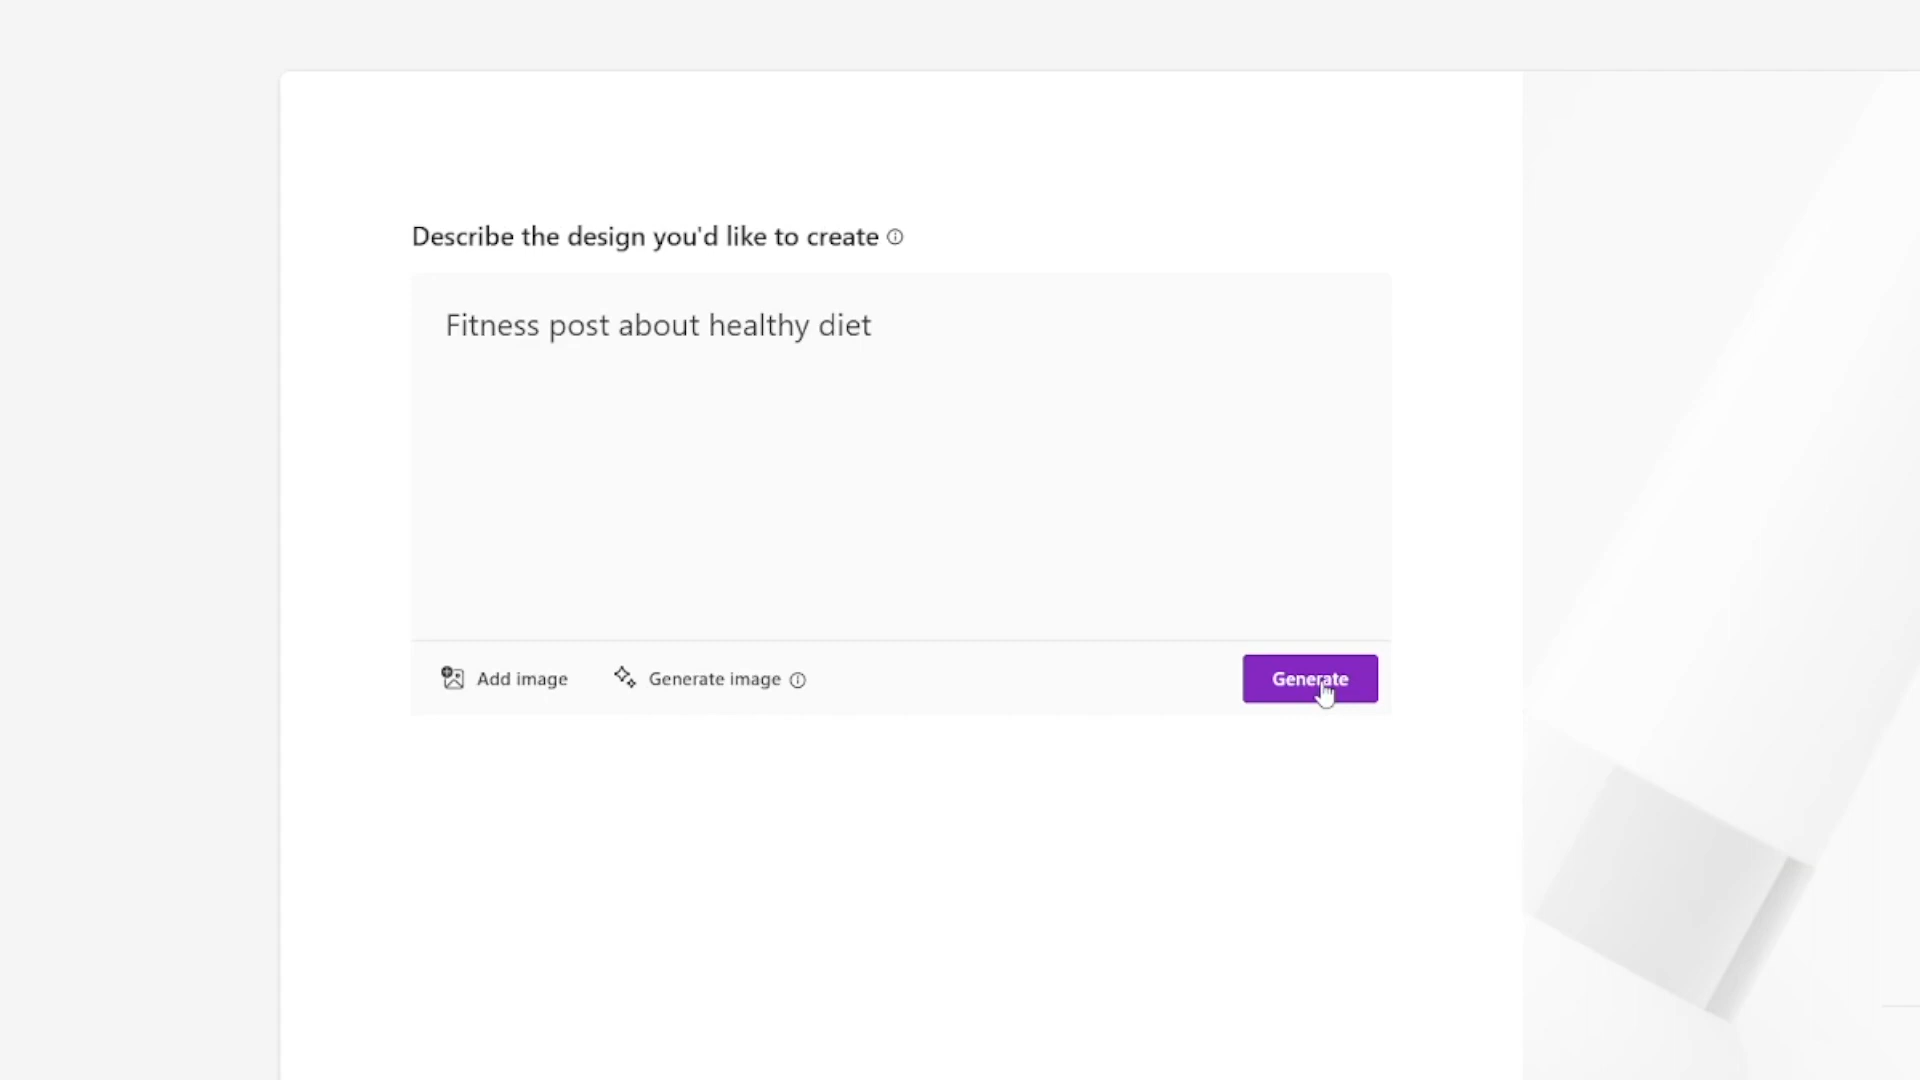 Describe the design you'd like to create
Fitness post about healthy diet
Add image
Generate image
Generate